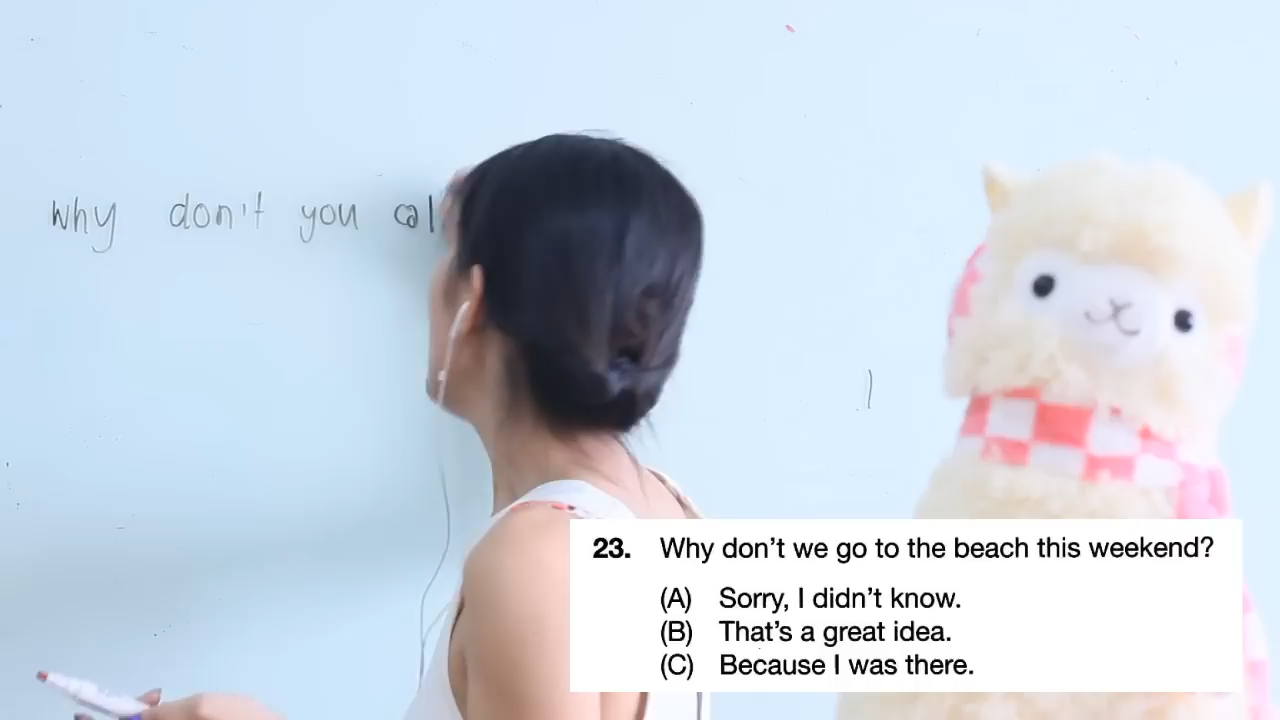 why don't you cal
23. Why don't we go to the beach this weekend?
(A) Sorry, I didn't know.
(B) That's a great idea.
(C) Because I was there.